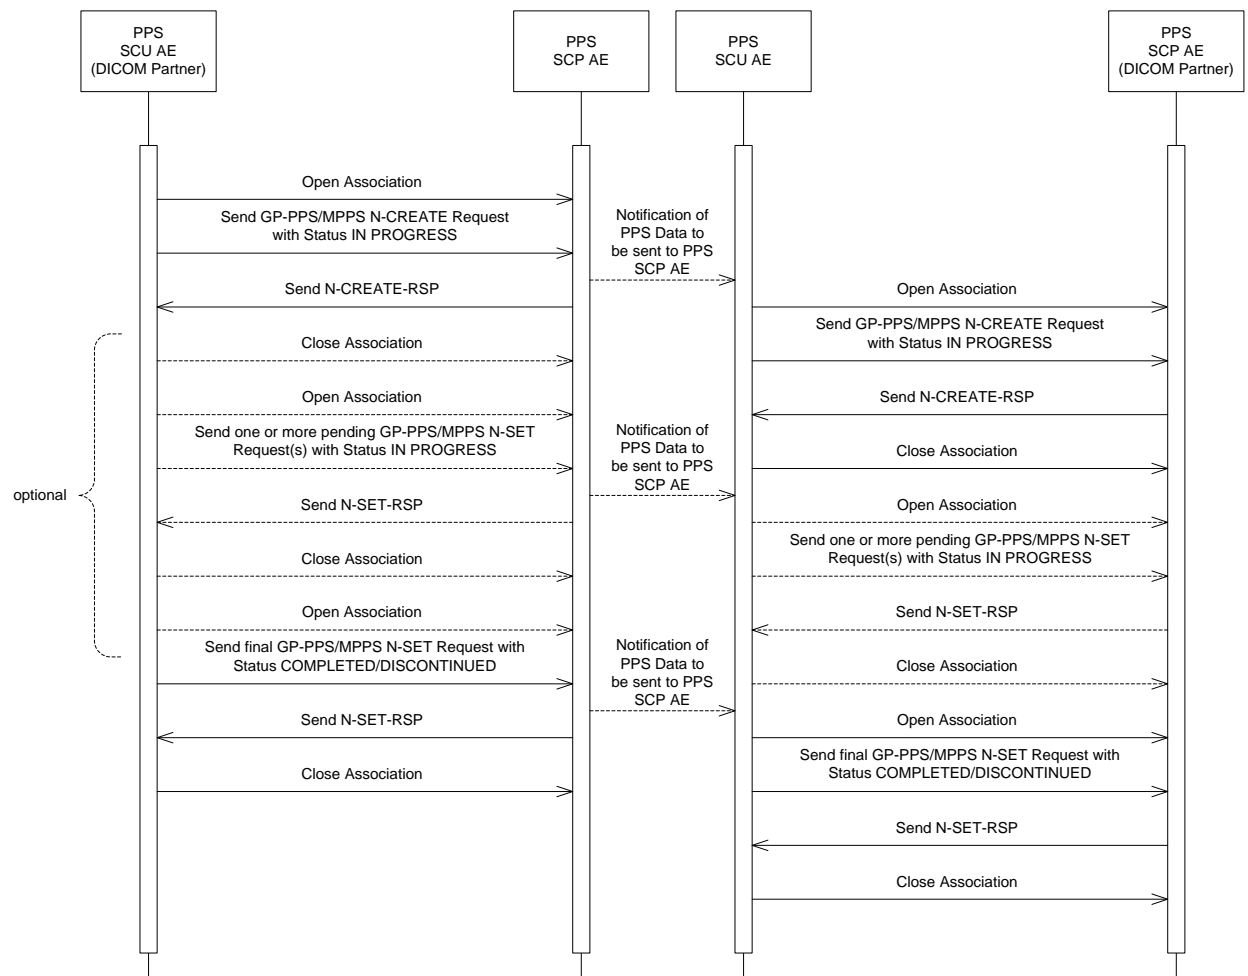 PPS
SCU AE
(DICOM Partner)
PPS
SCP AE
PPS
SCU AE
PPS
SCP AE
(DICOM Partner)
Open Association
Send GP-PPS/MPPS N-CREATE Request
with Status IN PROGRESS
Notification of
PPS Data to
be sent to PPS
SCP AE
Send N-CREATE-RSP
Open Association
Send GP-PPS/MPPS N-CREATE Request
with Status IN PROGRESS
Close Association
Open Association
Send N-CREATE-RSP
Send one or more pending GP-PPS/MPPS N-SET
Request(s) with Status IN PROGRESS
Notification of
PPS Data to
be sent to PPS
SCP AE
Close Association
optional
Send N-SET-RSP
Open Association
Close Association
Send one or more pending GP-PPS/MPPS N-SET
Request(s) with Status IN PROGRESS
Open Association
Send N-SET-RSP
Send final GP-PPS/MPPS N-SET Request with
Status COMPLETED/DISCONTINUED
Notification of
PPS Data to
be sent to PPS
SCP AE
Close Association
Send N-SET-RSP
Open Association
Close Association
Send final GP-PPS/MPPS N-SET Request with
Status COMPLETED/DISCONTINUED
Send N-SET-RSP
Close Association